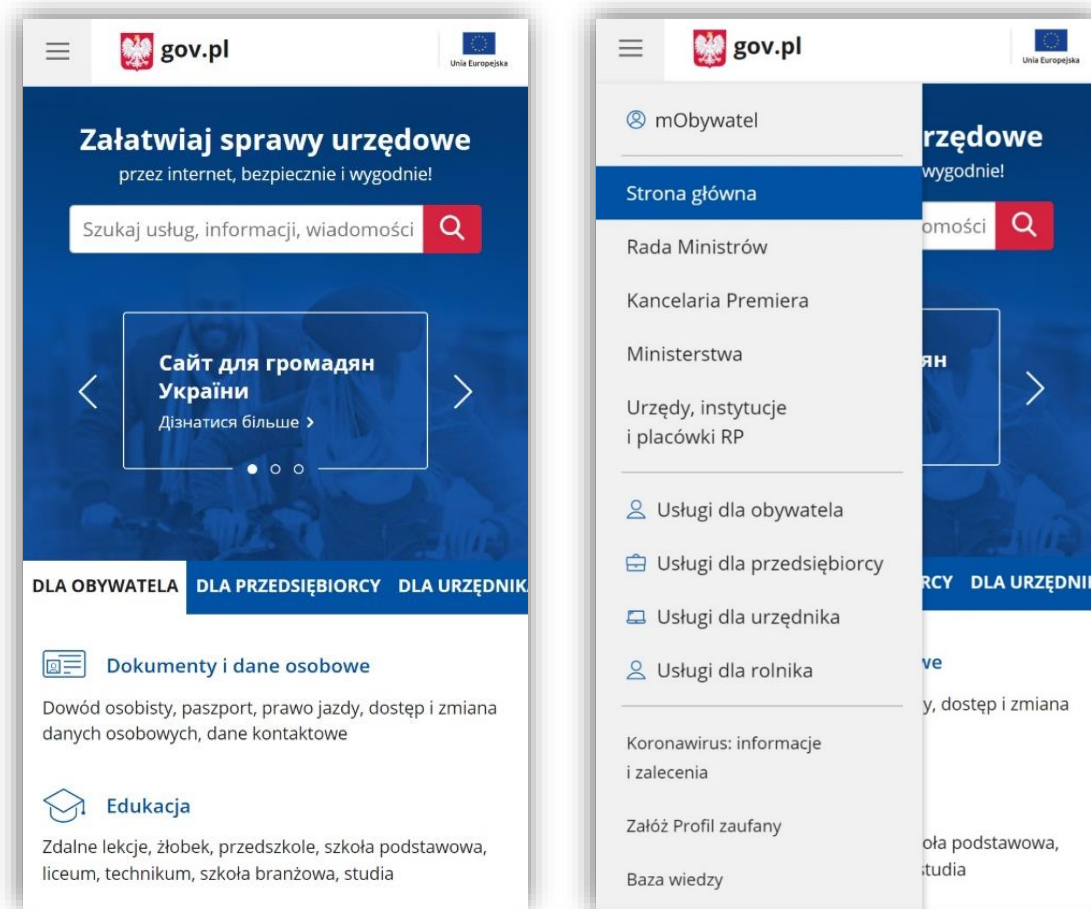 gov.pl
Unia Europejska
Załatwiaj sprawy urzędowe
przez internet, bezpiecznie i wygodnie!
Szukaj usług, informacji, wiadomości
Сайт для громадян
України
Дізнатися більше >
DLA OBYWATELA DLA PRZEDSIĘBIORCY DLA URZĘDNIK
Dokumenty i dane osobowe
Dowód osobisty, paszport, prawo jazdy, dostęp i zmiana
danych osobowych, dane kontaktowe
Edukacja
Zdalne lekcje, żłobek, przedszkole, szkoła podstawowa,
liceum, technikum, szkoła branżowa, studia
gov.pl
Unia Europejska
mObywatel
Strona główna
Rada Ministrów
Kancelaria Premiera
Ministerstwa
Urzędy, instytucje
i placówki RP
Usługi dla obywatela
Usługi dla przedsiębiorcy
Usługi dla urzędnika
Usługi dla rolnika
Koronawirus: informacje
i zalecenia
Załóż Profil zaufany
Baza wiedzy
rzędowe
wygodnie!
omości
ян
RCY DLA URZĘDNI
we
y, dostęp i zmiana
oła podstawowa,
studia